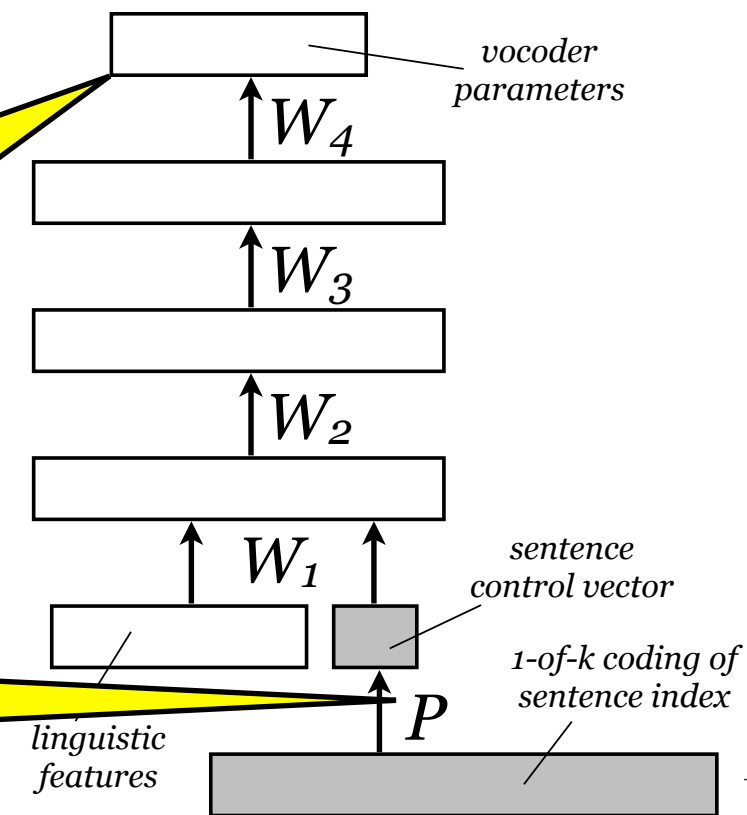 vocoder
parameters
W4
W3
W2
W1
sentence
control vector
1-of-k coding of
sentence index
P
linguistic
features